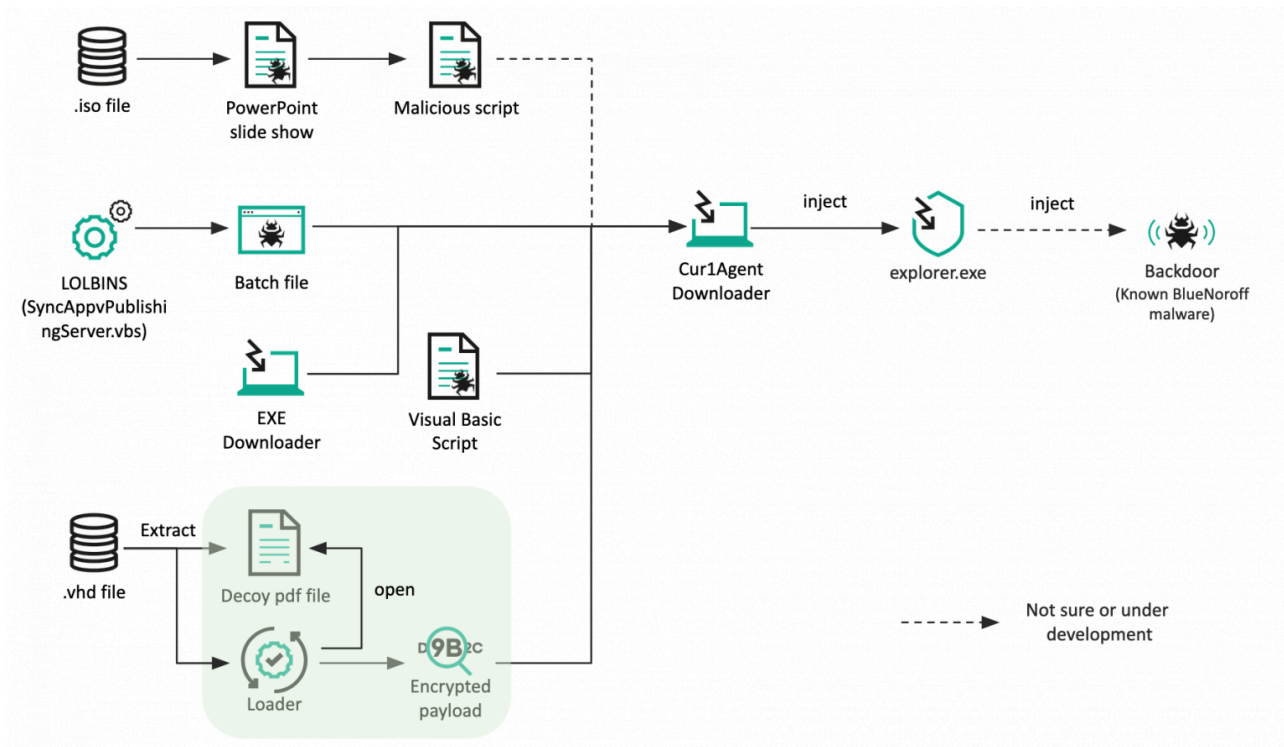 .iso file
PowerPoint
slide show
Malicious script
LOLBINS
(SyncAppvPublishi
ngServer.vbs)
Batch file
Cur1Agent
Downloader
inject
explorer.exe
inject
Backdoor
(Known BlueNoroff
malware)
EXE
Downloader
Visual Basic
Script
.vhd file
Extract
Decoy pdf file
open
Loader
D9B2C
Encrypted
payload
Not sure or under
development